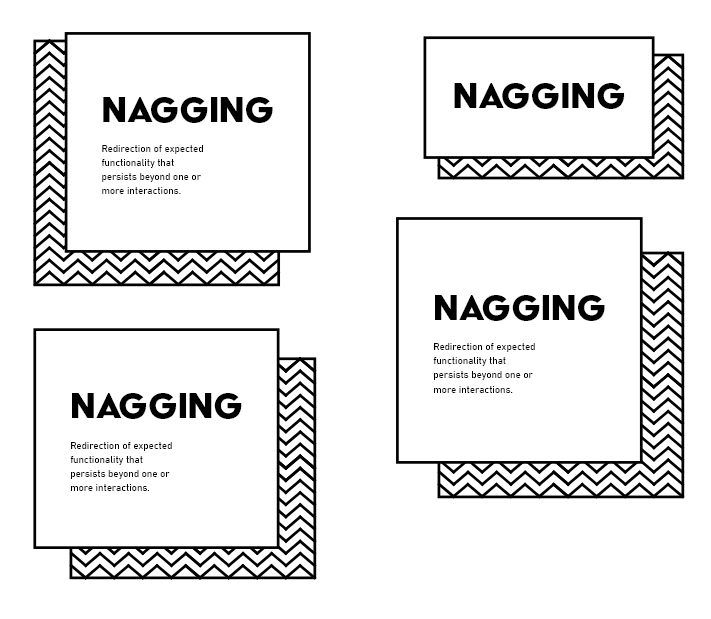 NAGGING
Redirection of expected
functionality that
persists beyond one or
more interactions.
NAGGING
NAGGING
Redirection of expected
functionality that
persists beyond one or
more interactions.
NAGGING
Redirection of expected
functionality that
persists beyond one or
more interactions.